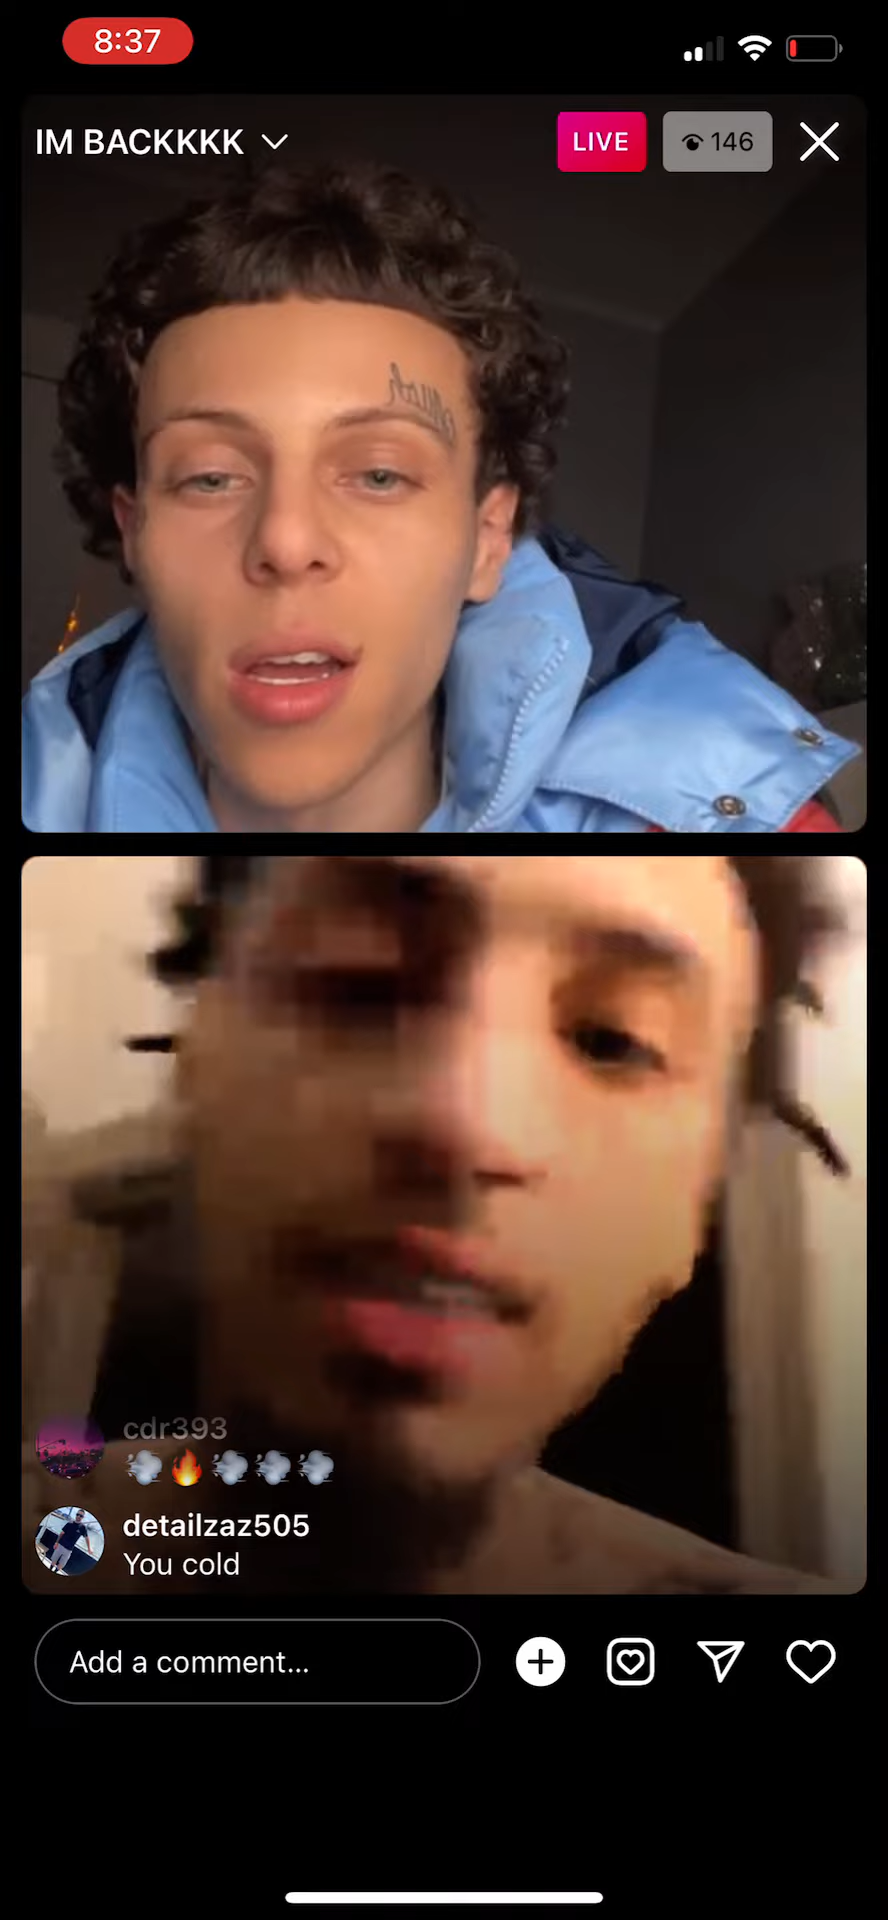 8:37
IM BACKKKK
LIVE
146
cdr393
💨🔥💨💨💨
detailzaz505
You cold
Add a comment...